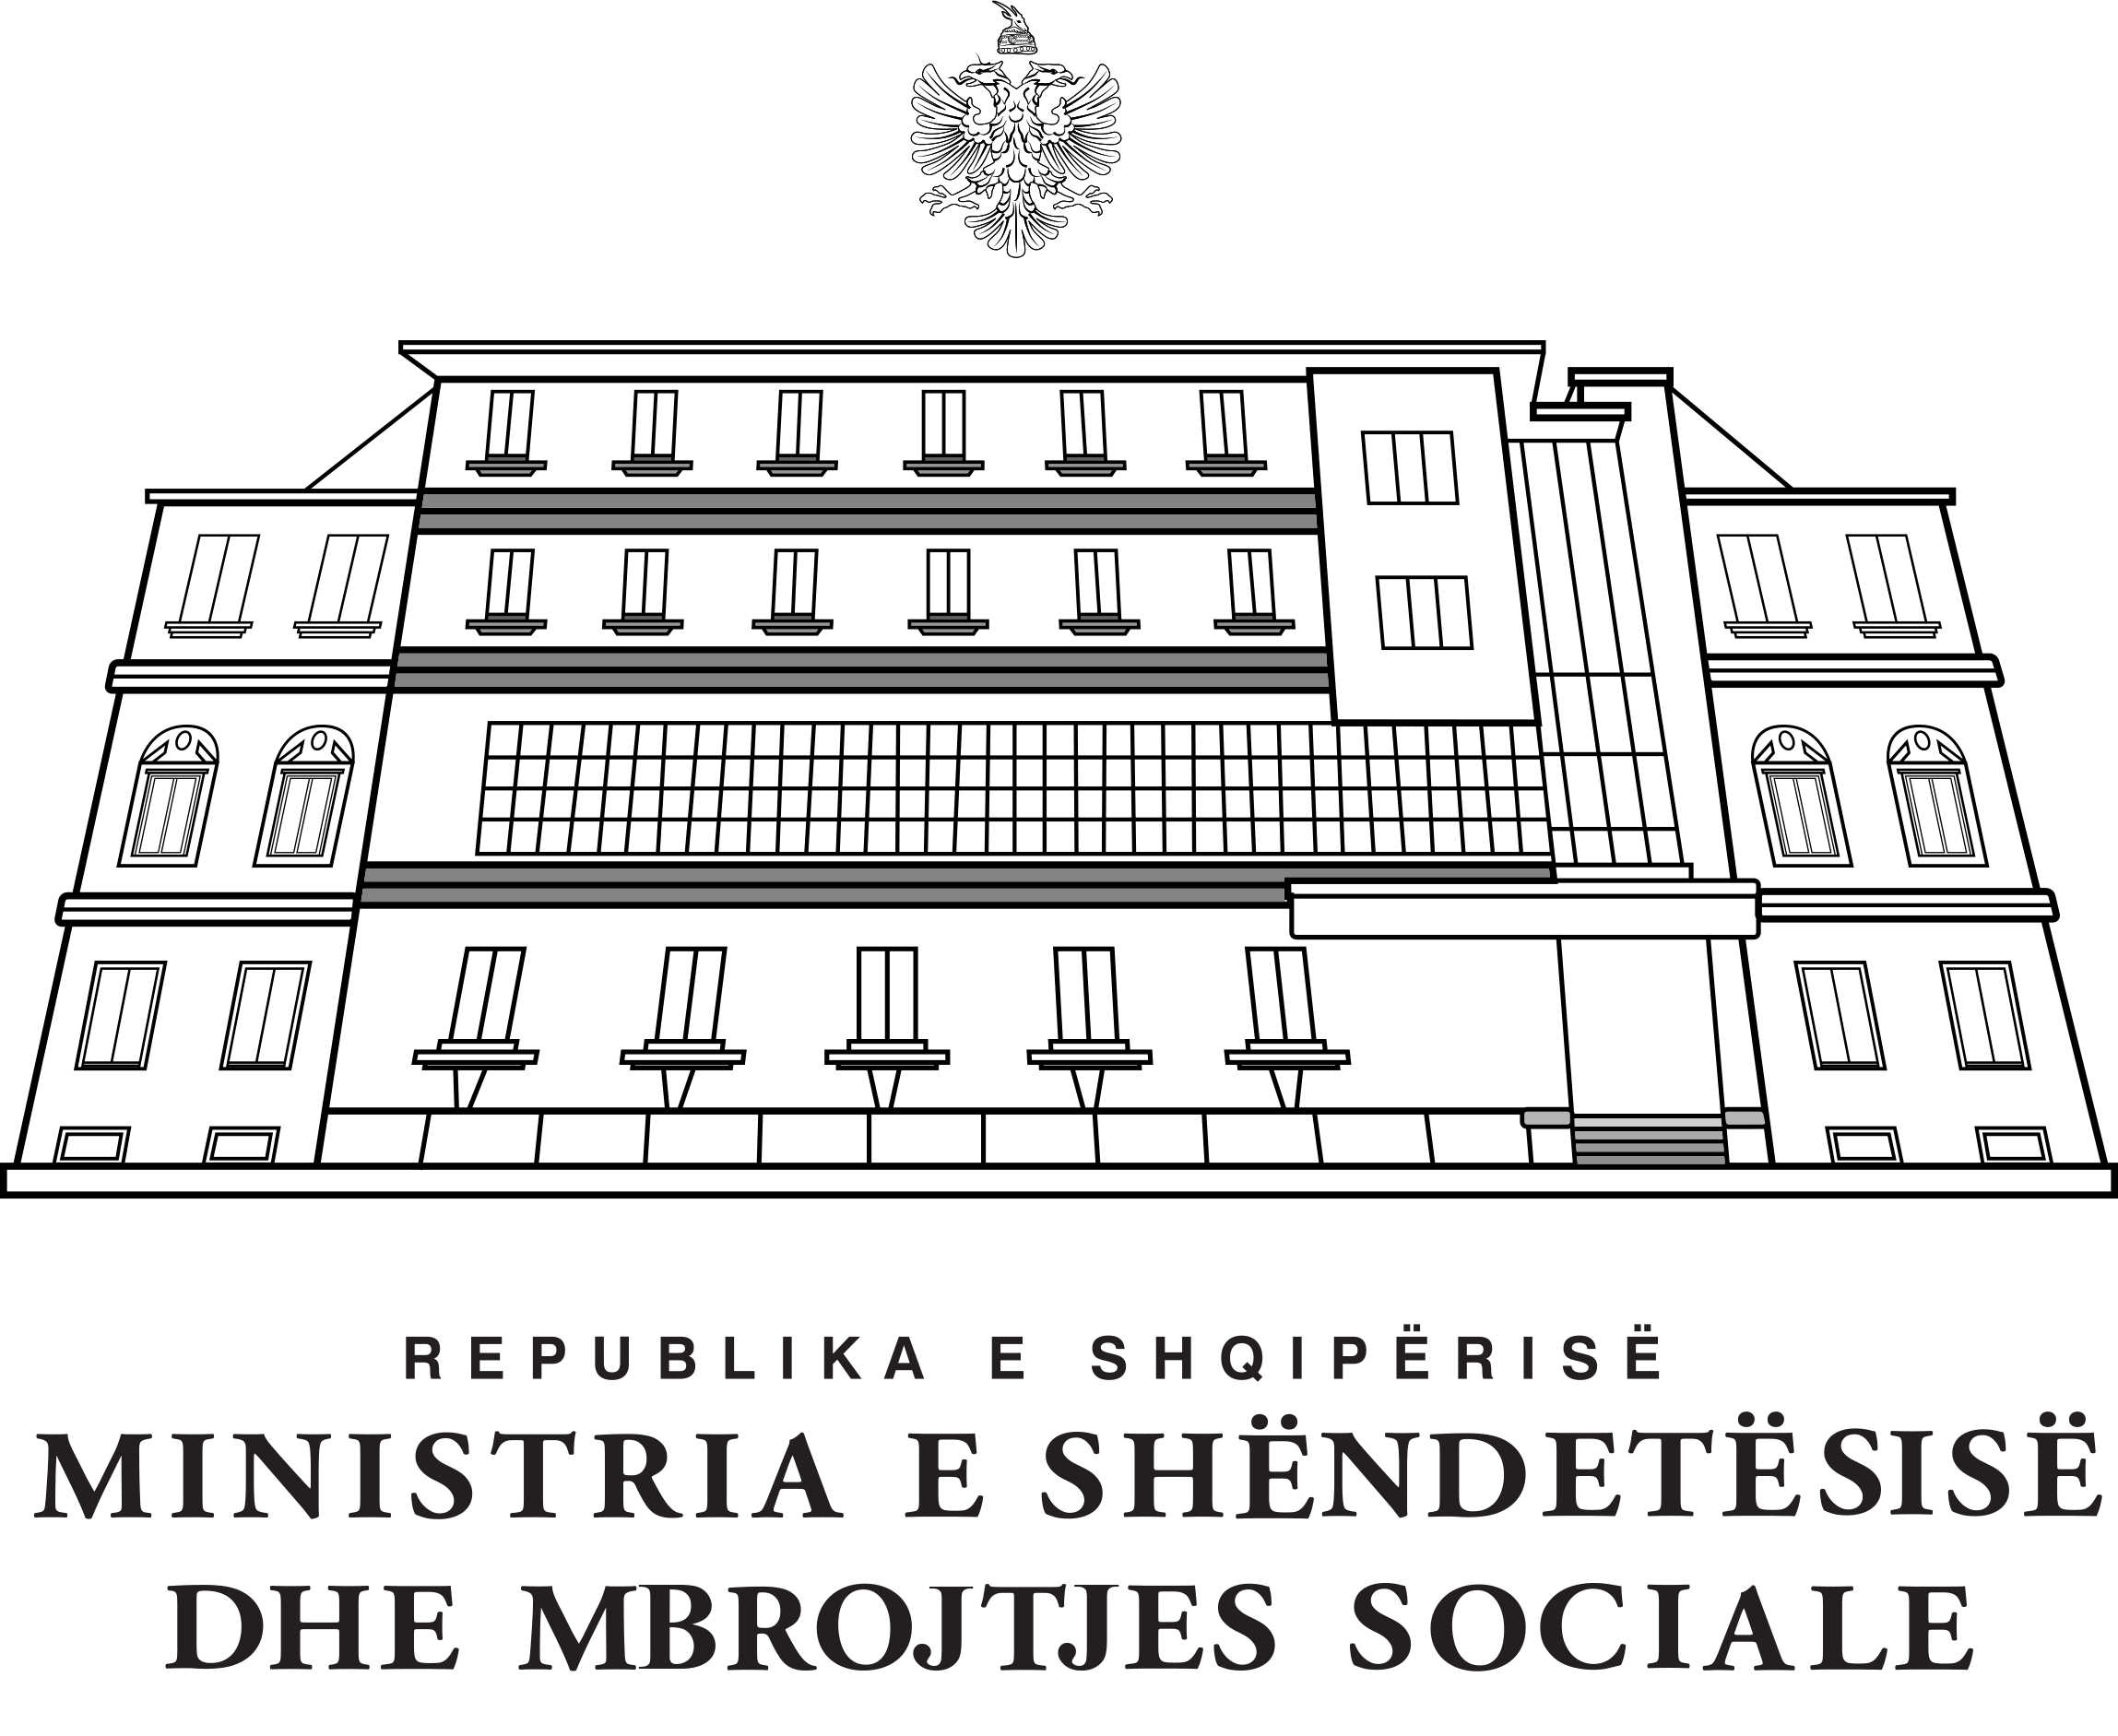 REPUBLIKA E SHQIPËRISË
MINISTRIA E SHËNDETËSISË
DHE MBROJTJES SOCIALE